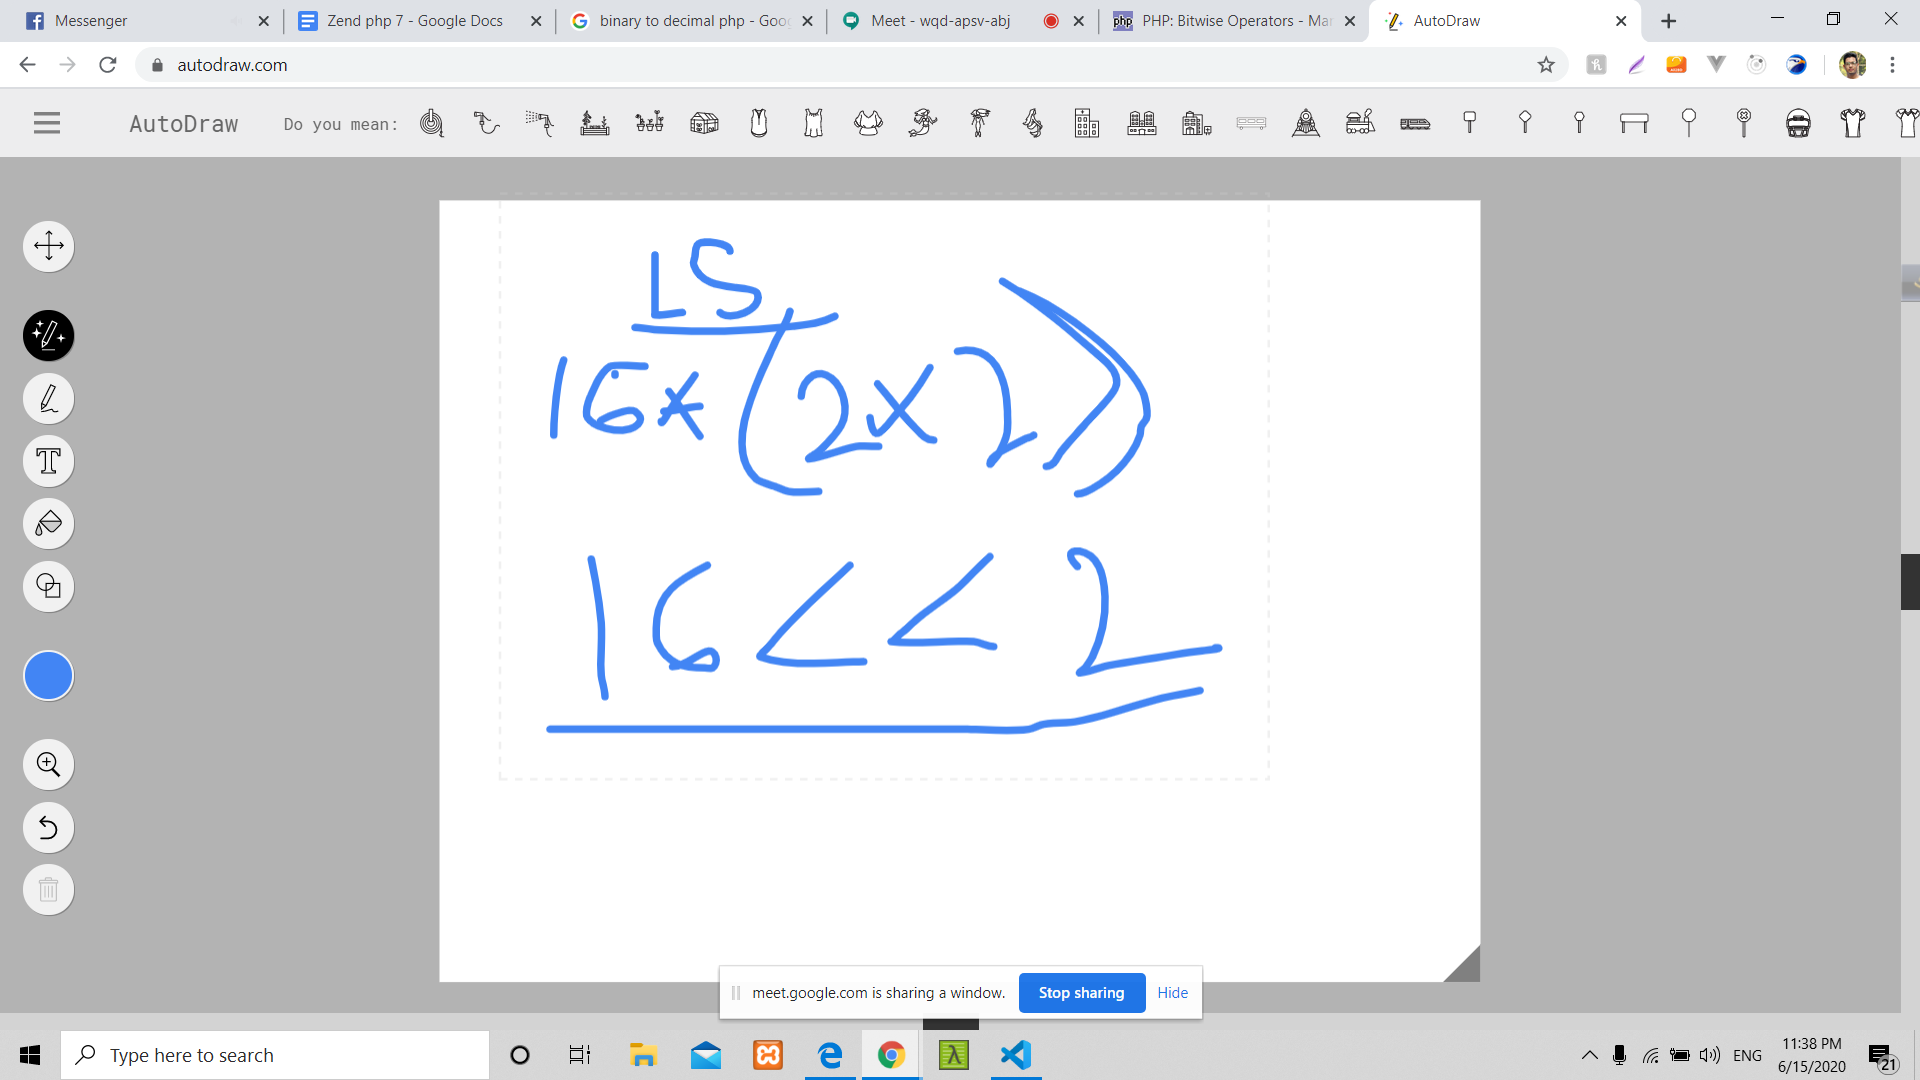 Messenger
Zend php 7 - Google Docs
binary to decimal php - Goo
Meet - wqd-apsv-abj
php PHP: Bitwise Operators - Ma
AutoDraw
autodraw.com
AutoDraw
Do you mean:
LS
16*(2x2))
16<<2
T
meet.google.com is sharing a window.
Stop sharing
Hide
Type here to search
ENG
11:38 PM
6/15/2020
21